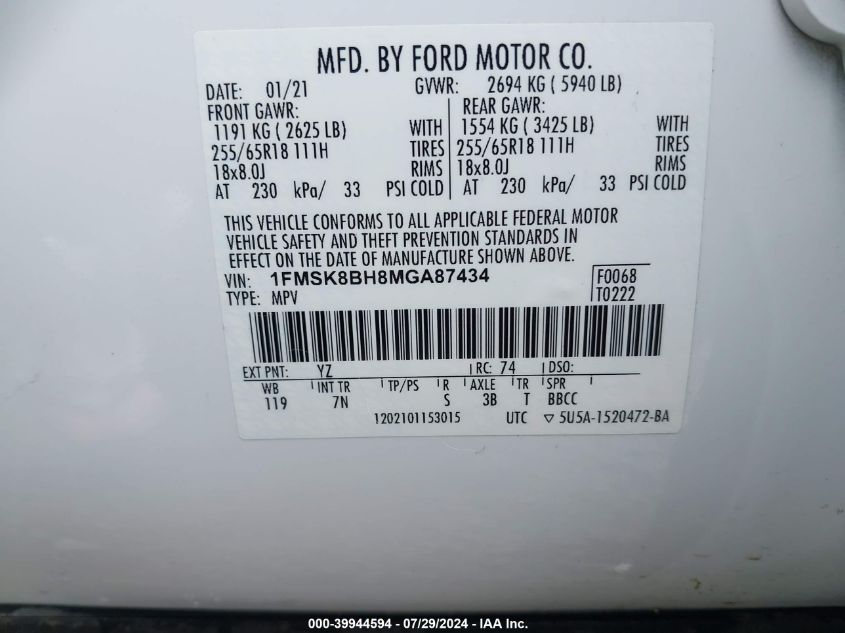 MFD. BY FORD MOTOR CO.
DATE: 01/21 GVWR: 2694 KG ( 5940 LB)
FRONT GAWR: REAR GAWR:
1191 KG ( 2625 LB) WITH 1554 KG ( 3425 LB) WITH
255/65R18 111H TIRES 255/65R18 111H TIRES
18x8.0J RIMS 18x8.0J RIMS
AT 230 kPa/ 33 PSI COLD AT 230 kPa/ 33 PSI COLD
THIS VEHICLE CONFORMS TO ALL APPLICABLE FEDERAL MOTOR
VEHICLE SAFETY AND THEFT PREVENTION STANDARDS IN
EFFECT ON THE DATE OF MANUFACTURE SHOWN ABOVE.
VIN: 1FMSK8BH8MGA87434 F0068
TYPE: MPV T0222
EXT PNT: YZ RC: 74 DSO:
WB INT TR TP/PS R AXLE TR SPR
119 7N S 3B T BBCC
1202101153015 UTC ▽ 5U5A-1520472-BA
000-39944594 - 07/29/2024 - IAA Inc.